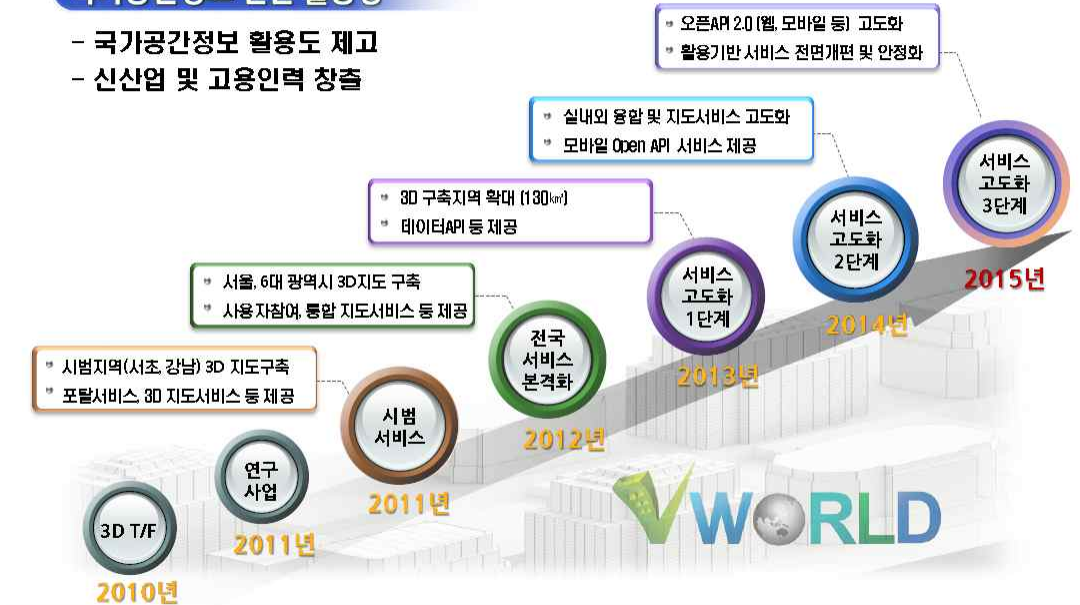 - 국가공간정보 활용도 제고
- 신산업 및 고용인력 창출
오픈API 2.0 (웹, 모바일 등) 고도화
활용기반 서비스 전면개편 및 안정화
실내외 융합 및 지도서비스 고도화
모바일 Open API 서비스 제공
3D 구축지역 확대 (130㎢)
데이터API 등 제공
서울, 6대 광역시 3D지도 구축
사용자참여, 통합 지도서비스 등 제공
시범지역(서초, 강남) 3D 지도구축
포탈서비스, 3D 지도서비스 등 제공
3D T/F
2010년
연구
사업
2011년
시범
서비스
2011년
전국
서비스
본격화
2012년
서비스
고도화
1단계
2013년
서비스
고도화
2단계
2014년
서비스
고도화
3단계
2015년
VWORLD